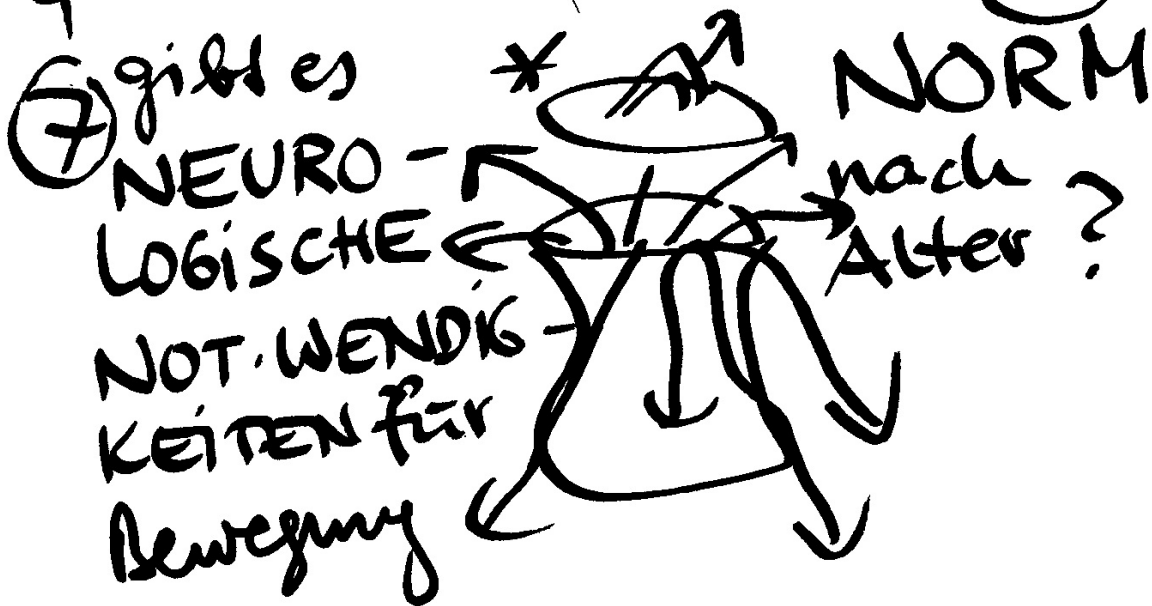 7 gibt es
NEURO-
LOGISCHE
NOT.WENDIG-
KEITEN für
Bewegung
*
NORM
nach
Alter?